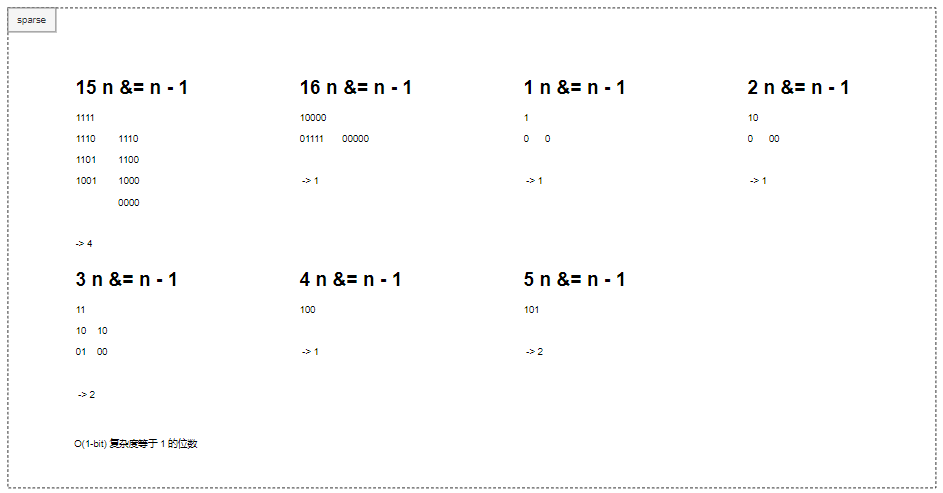 sparse
15 n &= n - 1
1111
1110 1110
1101 1100
1001 1000
0000
-> 4
16 n &= n - 1
10000
01111 00000
-> 1
1 n &= n - 1
1
0 0
-> 1
2 n &= n - 1
10
0 00
-> 1
3 n &= n - 1
11
10 10
01 00
-> 2
4 n &= n - 1
100
-> 1
5 n &= n - 1
101
-> 2
O(1-bit) 复杂度等于 1 的位数